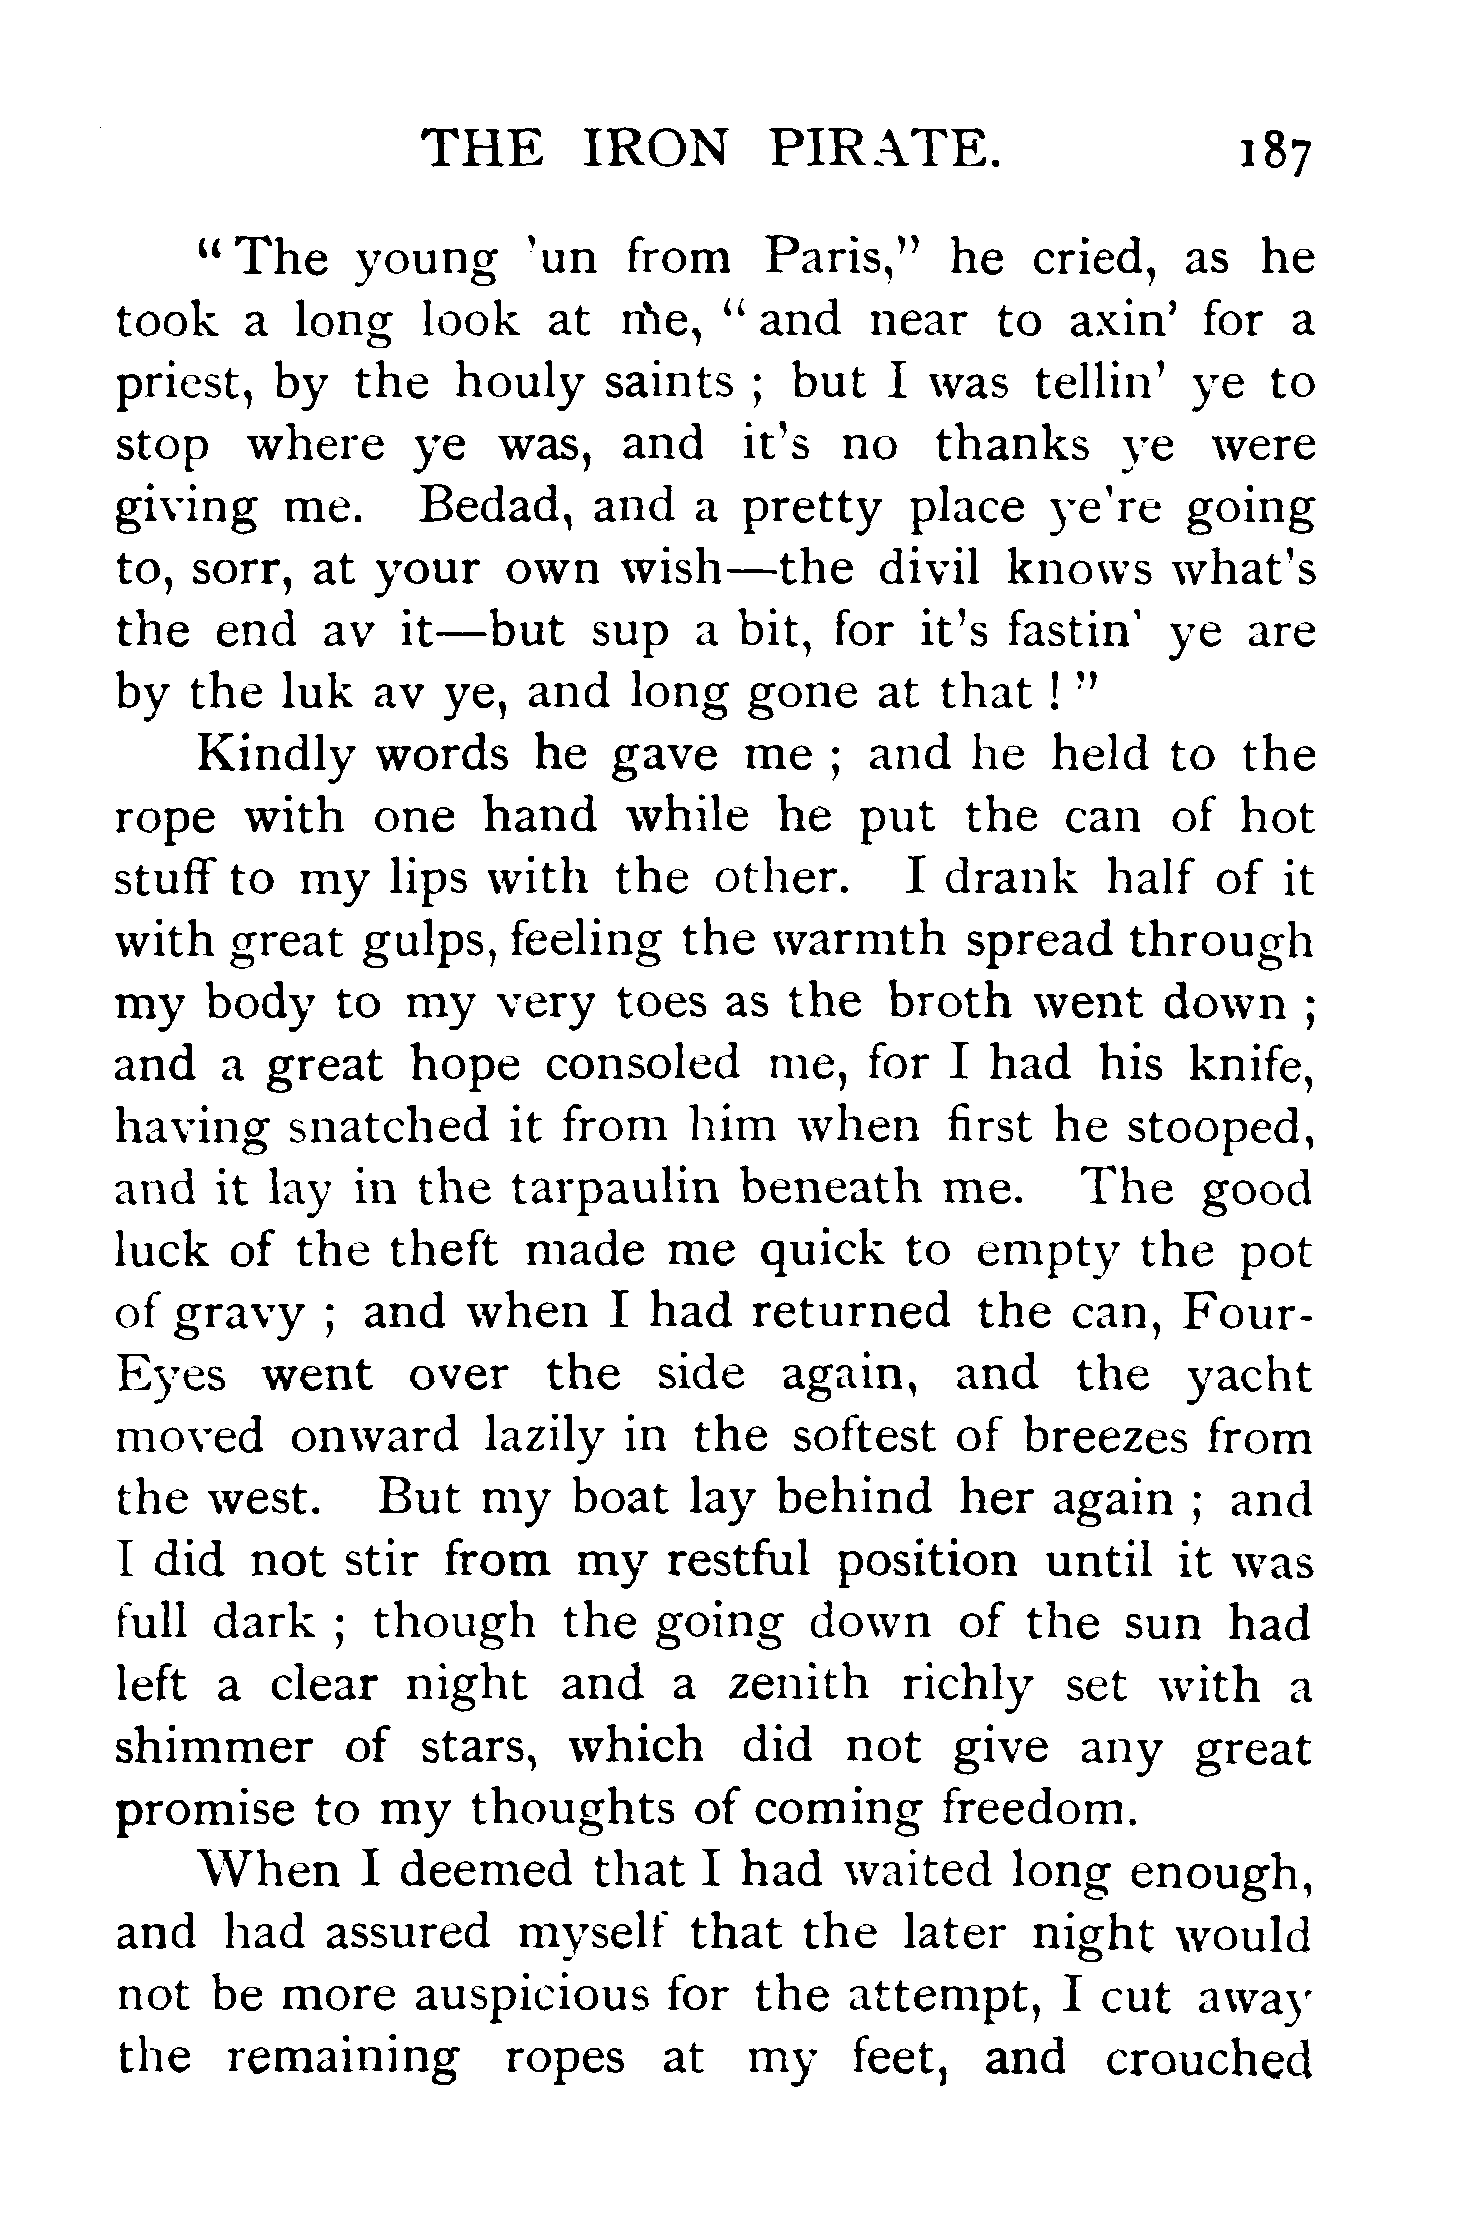 THE IRON PIRATE. 187
“ The young 'un from Paris,” he cried, as he
took a long look at me, “ and near to axin’ for a
priest, by the houly saints ; but I was tellin’ ye to
stop where ye was, and it’s no thanks ye were
giving me. Bedad, and a pretty place ye're going
to, sorr, at your own wish—the divil knows what’s
the end av it—but sup a bit, for it’s fastin’ ye are
by the luk av ye, and long gone at that ! ”
Kindly words he gave me ; and he held to the
rope with one hand while he put the can of hot
stuff to my lips with the other. I drank half of it
with great gulps, feeling the warmth spread through
my body to my very toes as the broth went down ;
and a great hope consoled me, for I had his knife,
having snatched it from him when first he stooped,
and it lay in the tarpaulin beneath me. The good
luck of the theft made me quick to empty the pot
of gravy ; and when I had returned the can, Four-
Eyes went over the side again, and the yacht
moved onward lazily in the softest of breezes from
the west. But my boat lay behind her again ; and
I did not stir from my restful position until it was
full dark ; though the going down of the sun had
left a clear night and a zenith richly set with a
shimmer of stars, which did not give any great
promise to my thoughts of coming freedom.
When I deemed that I had waited long enough,
and had assured myself that the later night would
not be more auspicious for the attempt, I cut away
the remaining ropes at my feet, and crouched